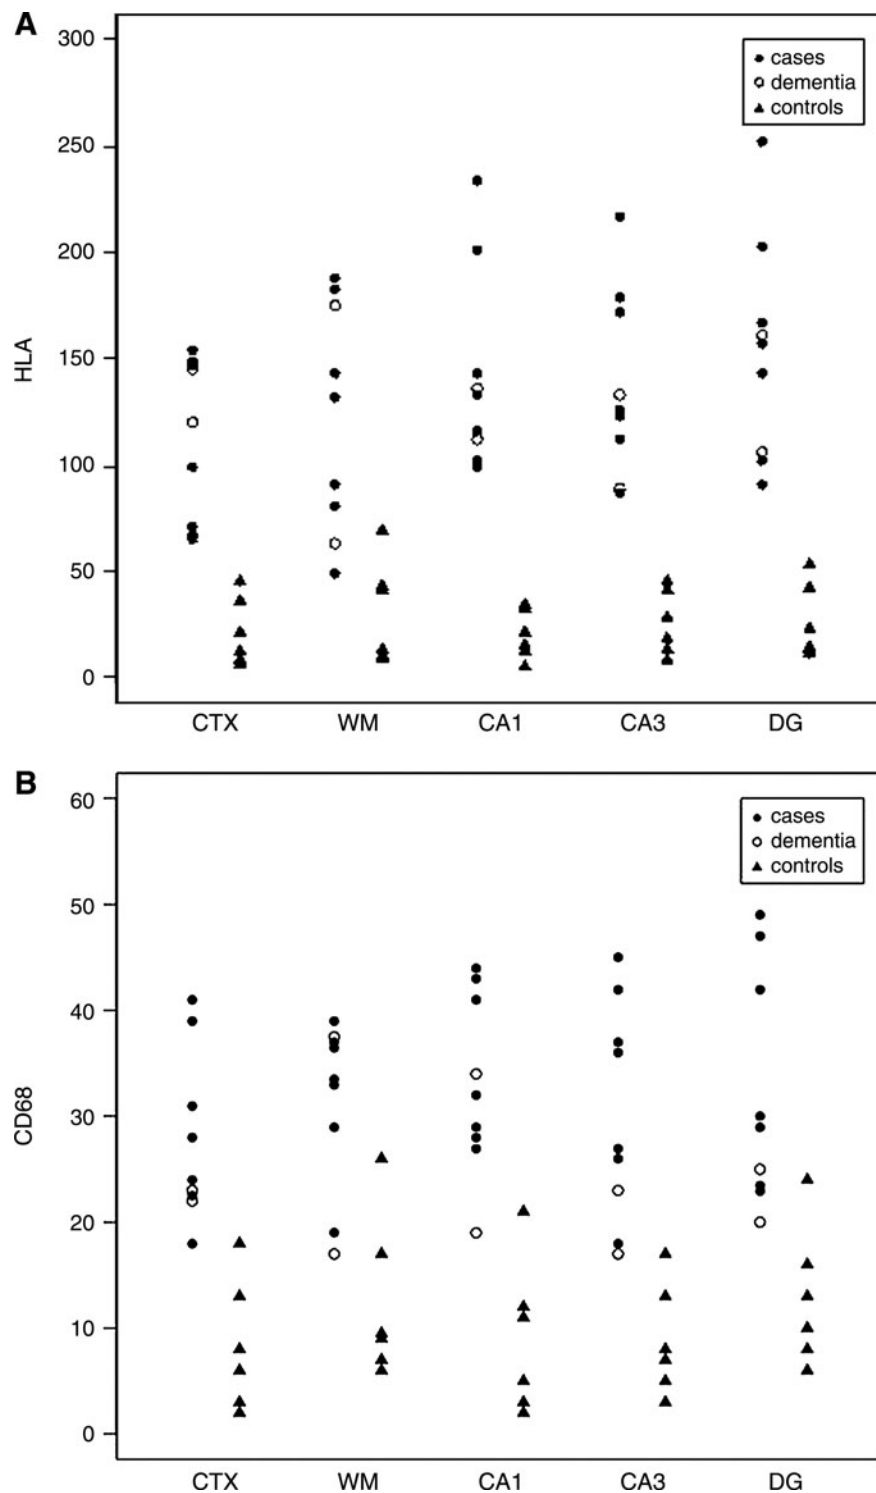 A
300
250
200
150
100
50
0
HLA
cases
dementia
controls
CTX WM CA1 CA3 DG
B
60
50
40
30
20
10
0
CD68
cases
dementia
controls
CTX WM CA1 CA3 DG